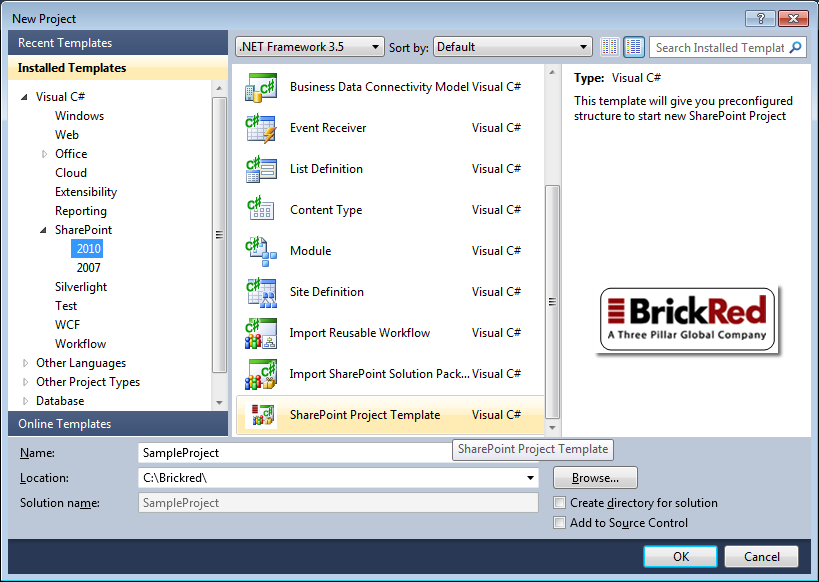 New Project
?
Recent Templates
.NET Framework 3.5
Sort by:
Default
Search Installed Templat
Installed Templates
Visual C#
Windows
Web
Office
Cloud
Extensibility
Reporting
SharePoint
2010
2007
Silverlight
Test
WCF
Workflow
Other Languages
Other Project Types
Database
Online Templates
Business Data Connectivity Model Visual C#
Event Receiver Visual C#
List Definition Visual C#
Content Type Visual C#
Module Visual C#
Site Definition Visual C#
Import Reusable Workflow Visual C#
Import SharePoint Solution Pack... Visual C#
SharePoint Project Template Visual C#
SharePoint Project Template
Type: Visual C#
This template will give you preconfigured
structure to start new SharePoint Project
BrickRed
A Three Pillar Global Company
Name: SampleProject
Location: C:\Brickred\
Browse...
Solution name: SampleProject
Create directory for solution
Add to Source Control
OK
Cancel